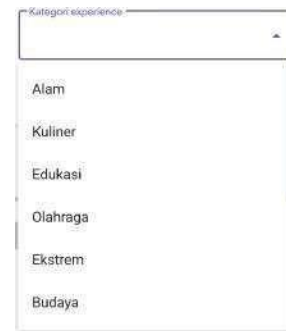 Kategori experience
Alam
Kuliner
Edukasi
Olahraga
Ekstrem
Budaya